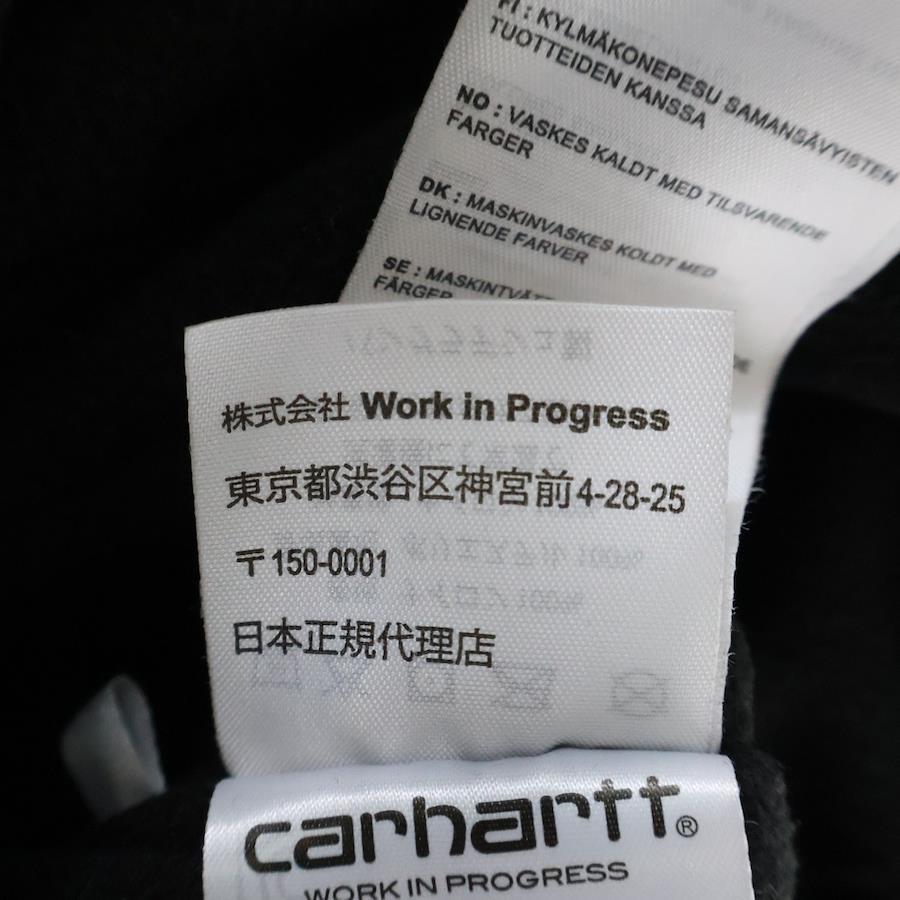 FI : KYLMÄKONEPESU SAMANSÄVYISTEN
TUOTTEIDEN KANSSA
NO : VASKES KALDT MED TILSVARENDE
FARGER
DK : MASKINVASKES KOLDT MED
LIGNENDE FARVER
SE : 
FÄRGER
株式会社 Work in Progress
東京都渋谷区神宮前4-28-25
〒150-0001
日本正規代理店
carhartt®
WORK IN PROGRESS